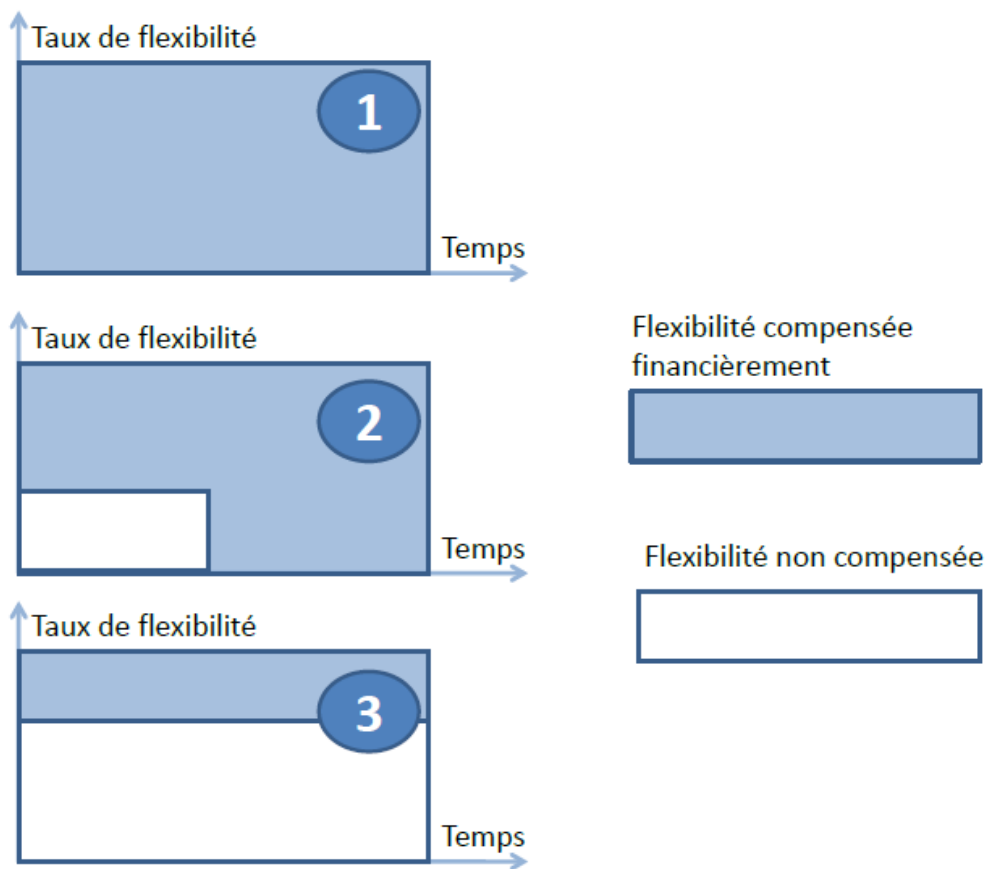 Taux de flexibilité
1
Temps
Taux de flexibilité
2
Temps
Taux de flexibilité
3
Temps
Flexibilité compensée
financièrement
Flexibilité non compensée